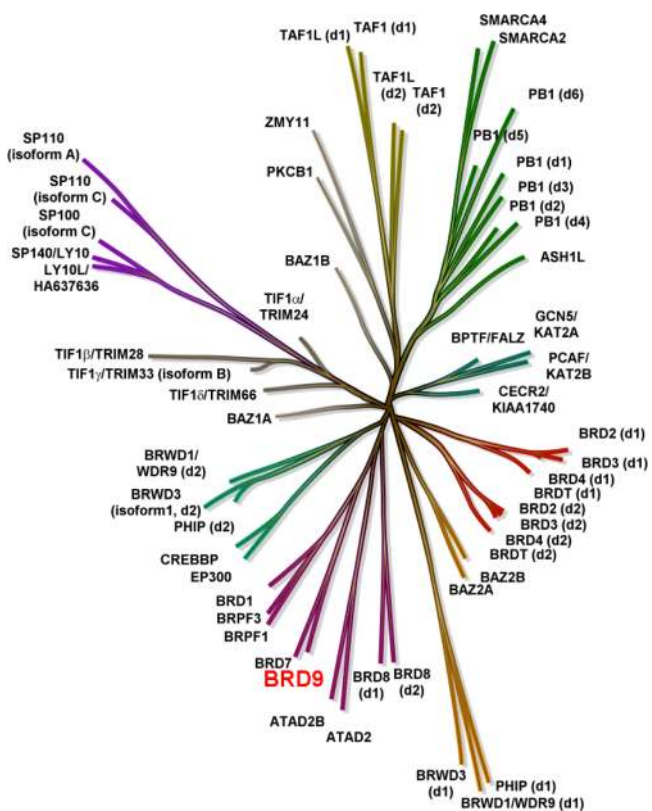 SMARCA4
SMARCA2
TAF1L (d1)
TAF1 (d1)
TAF1L
(d2)
TAF1
(d2)
PB1 (d6)
PB1
(d5)
PB1 (d1)
PB1
(d3)
PB1
(d2)
PB1 (d4)
ASH1L
ZMY11
PKCB1
BAZ1B
SP110
(isoform A)
SP110
(isoform C)
SP100
(isoform C)
SP140/LY10
LY10L/
HA637636
TIF1α/
TRIM24
TIF1β/TRIM28
TIF1γ/TRIM33 (isoform B)
TIF1δ/TRIM66
BAZ1A
GCN5/
KAT2A
BPTF/FALZ
PCAF/
KAT2B
CECR2/
KIAA1740
BRD2 (d1)
BRD3 (d1)
BRD4 (d1)
BRDT (d1)
BRD2 (d2)
BRD3 (d2)
BRD4 (d2)
BRDT (d2)
BAZ2B
BAZ2A
BRWD1/
WDR9 (d2)
BRWD3
(isoform1, d2)
PHIP (d2)
CREBBP
EP300
BRD1
BRPF3
BRPF1
BRD7
BRD9
BRD8
(d1)
BRD8
(d2)
ATAD2B
ATAD2
BRWD3
(d1)
PHIP (d1)
BRWD1/WDR9 (d1)